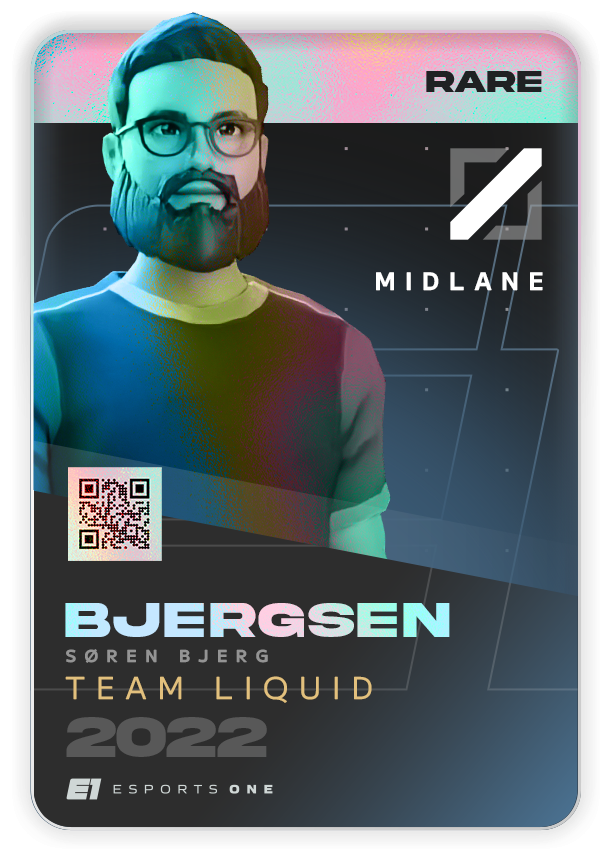 RARE
MIDLANE
BJERGSEN
SØREN BJERG
TEAM LIQUID
2022
E1 ESPORTS ONE